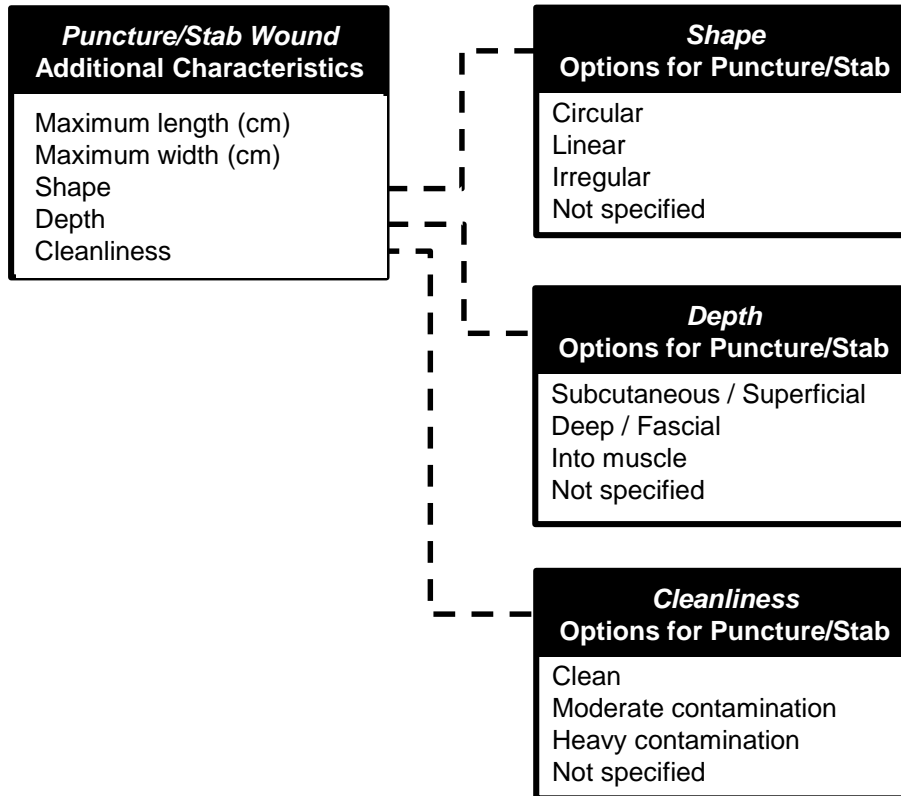 Puncture/Stab Wound
Additional Characteristics
Maximum length (cm)
Maximum width (cm)
Shape
Depth
Cleanliness
Shape
Options for Puncture/Stab
Circular
Linear
Irregular
Not specified
Depth
Options for Puncture/Stab
Subcutaneous / Superficial
Deep / Fascial
Into muscle
Not specified
Cleanliness
Options for Puncture/Stab
Clean
Moderate contamination
Heavy contamination
Not specified